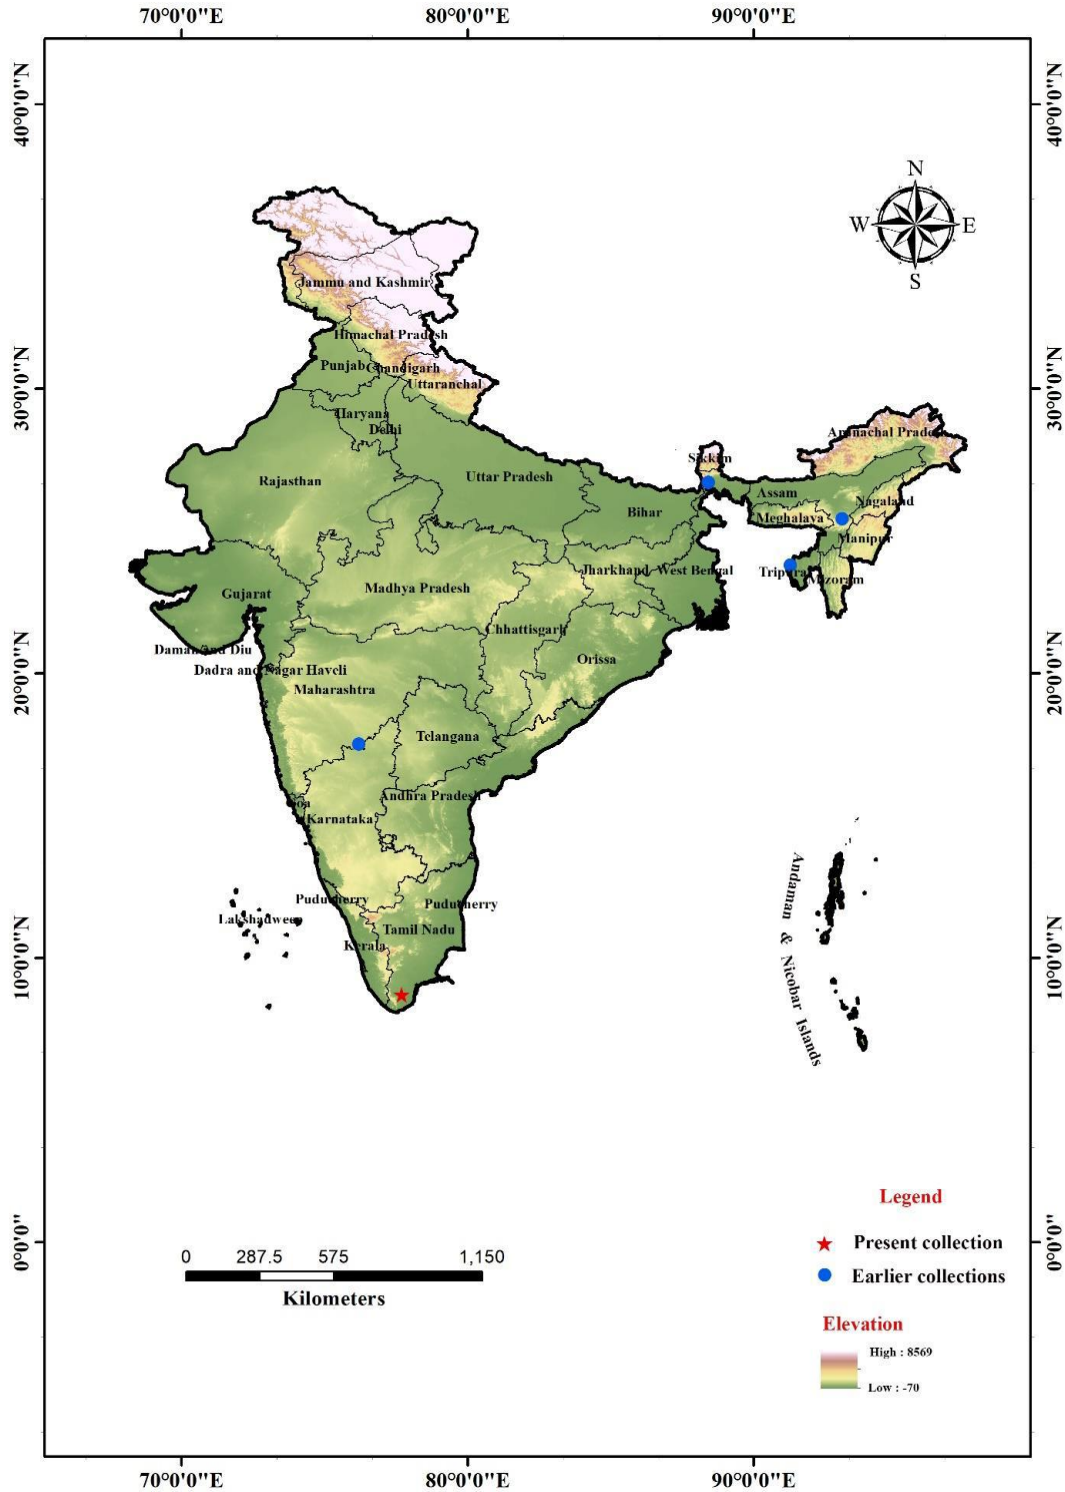 70°0'0"E 80°0'0"E 90°0'0"E
40°0'0"N 40°0'0"N
N
W E
S
Jammu and Kashmir
Himachal Pradesh
Punjab Chandigarh
Uttaranchal
30°0'0"N 30°0'0"N
Haryana
Delhi
Arunachal Pradesh
Sikkim
Rajasthan Uttar Pradesh
Assam
Nagaland
Bihar Meghalaya
Manipur
Jharkhand West Bengal Tripura
Mizoram
Gujarat Madhya Pradesh
Chhattisgarh
Daman and Diu
Orissa
Dadra and Nagar Haveli
20°0'0"N 20°0'0"N
Maharashtra
Telangana
Goa Andhra Pradesh
Karnataka
Puducherry Puducherry
Lakshadweep
Tamil Nadu
Kerala
Andaman & Nicobar Islands
10°0'0"N 10°0'0"N
Legend
0°0'0" 0°0'0"
Present collection
0 287.5 575 1,150
Kilometers
Earlier collections
Elevation
High : 8569
Low : -70
70°0'0"E 80°0'0"E 90°0'0"E